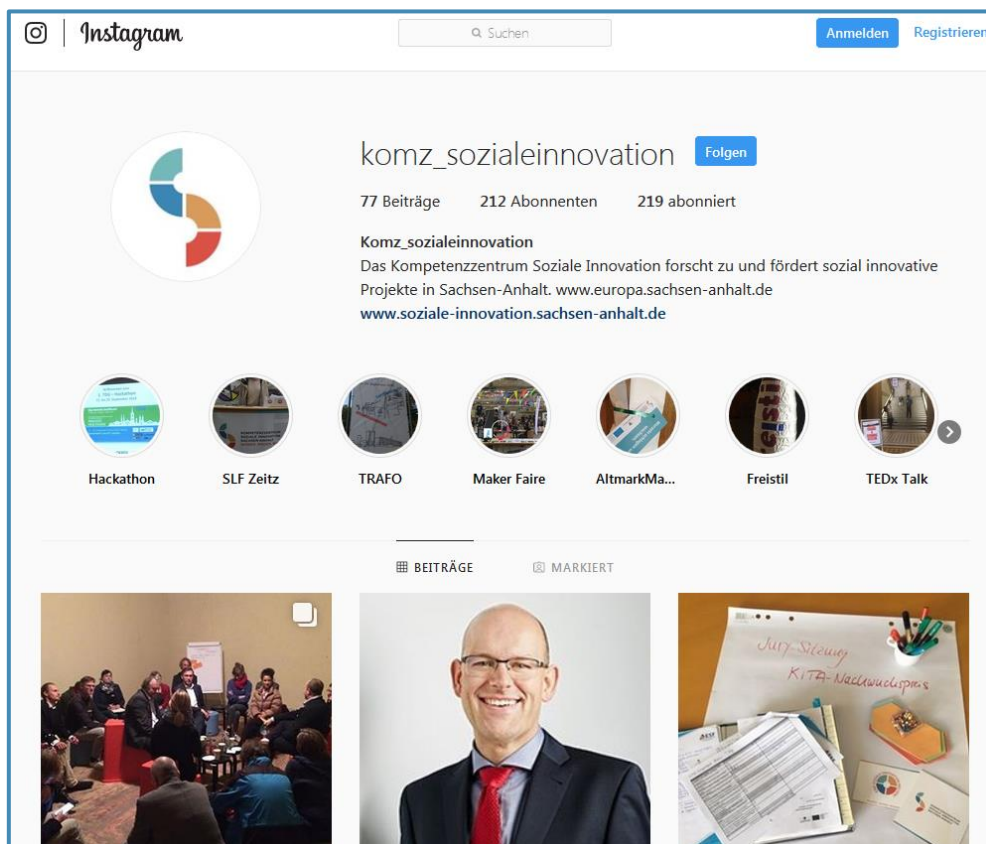 Instagram
Suchen
Anmelden
Registrieren
komz_sozialeinnovation
Folgen
77 Beiträge 212 Abonnenten 219 abonniert
Komz_sozialeinnovation
Das Kompetenzzentrum Soziale Innovation forscht zu und fördert sozial innovative
Projekte in Sachsen-Anhalt. www.europa.sachsen-anhalt.de
www.soziale-innovation.sachsen-anhalt.de
Hackathon
SLF Zeitz
TRAFO
Maker Faire
AltmarkMa...
Freistil
TEDx Talk
BEITRÄGE
MARKIERT
Jury-Sitzung
KiTA-Nachwuchspreis